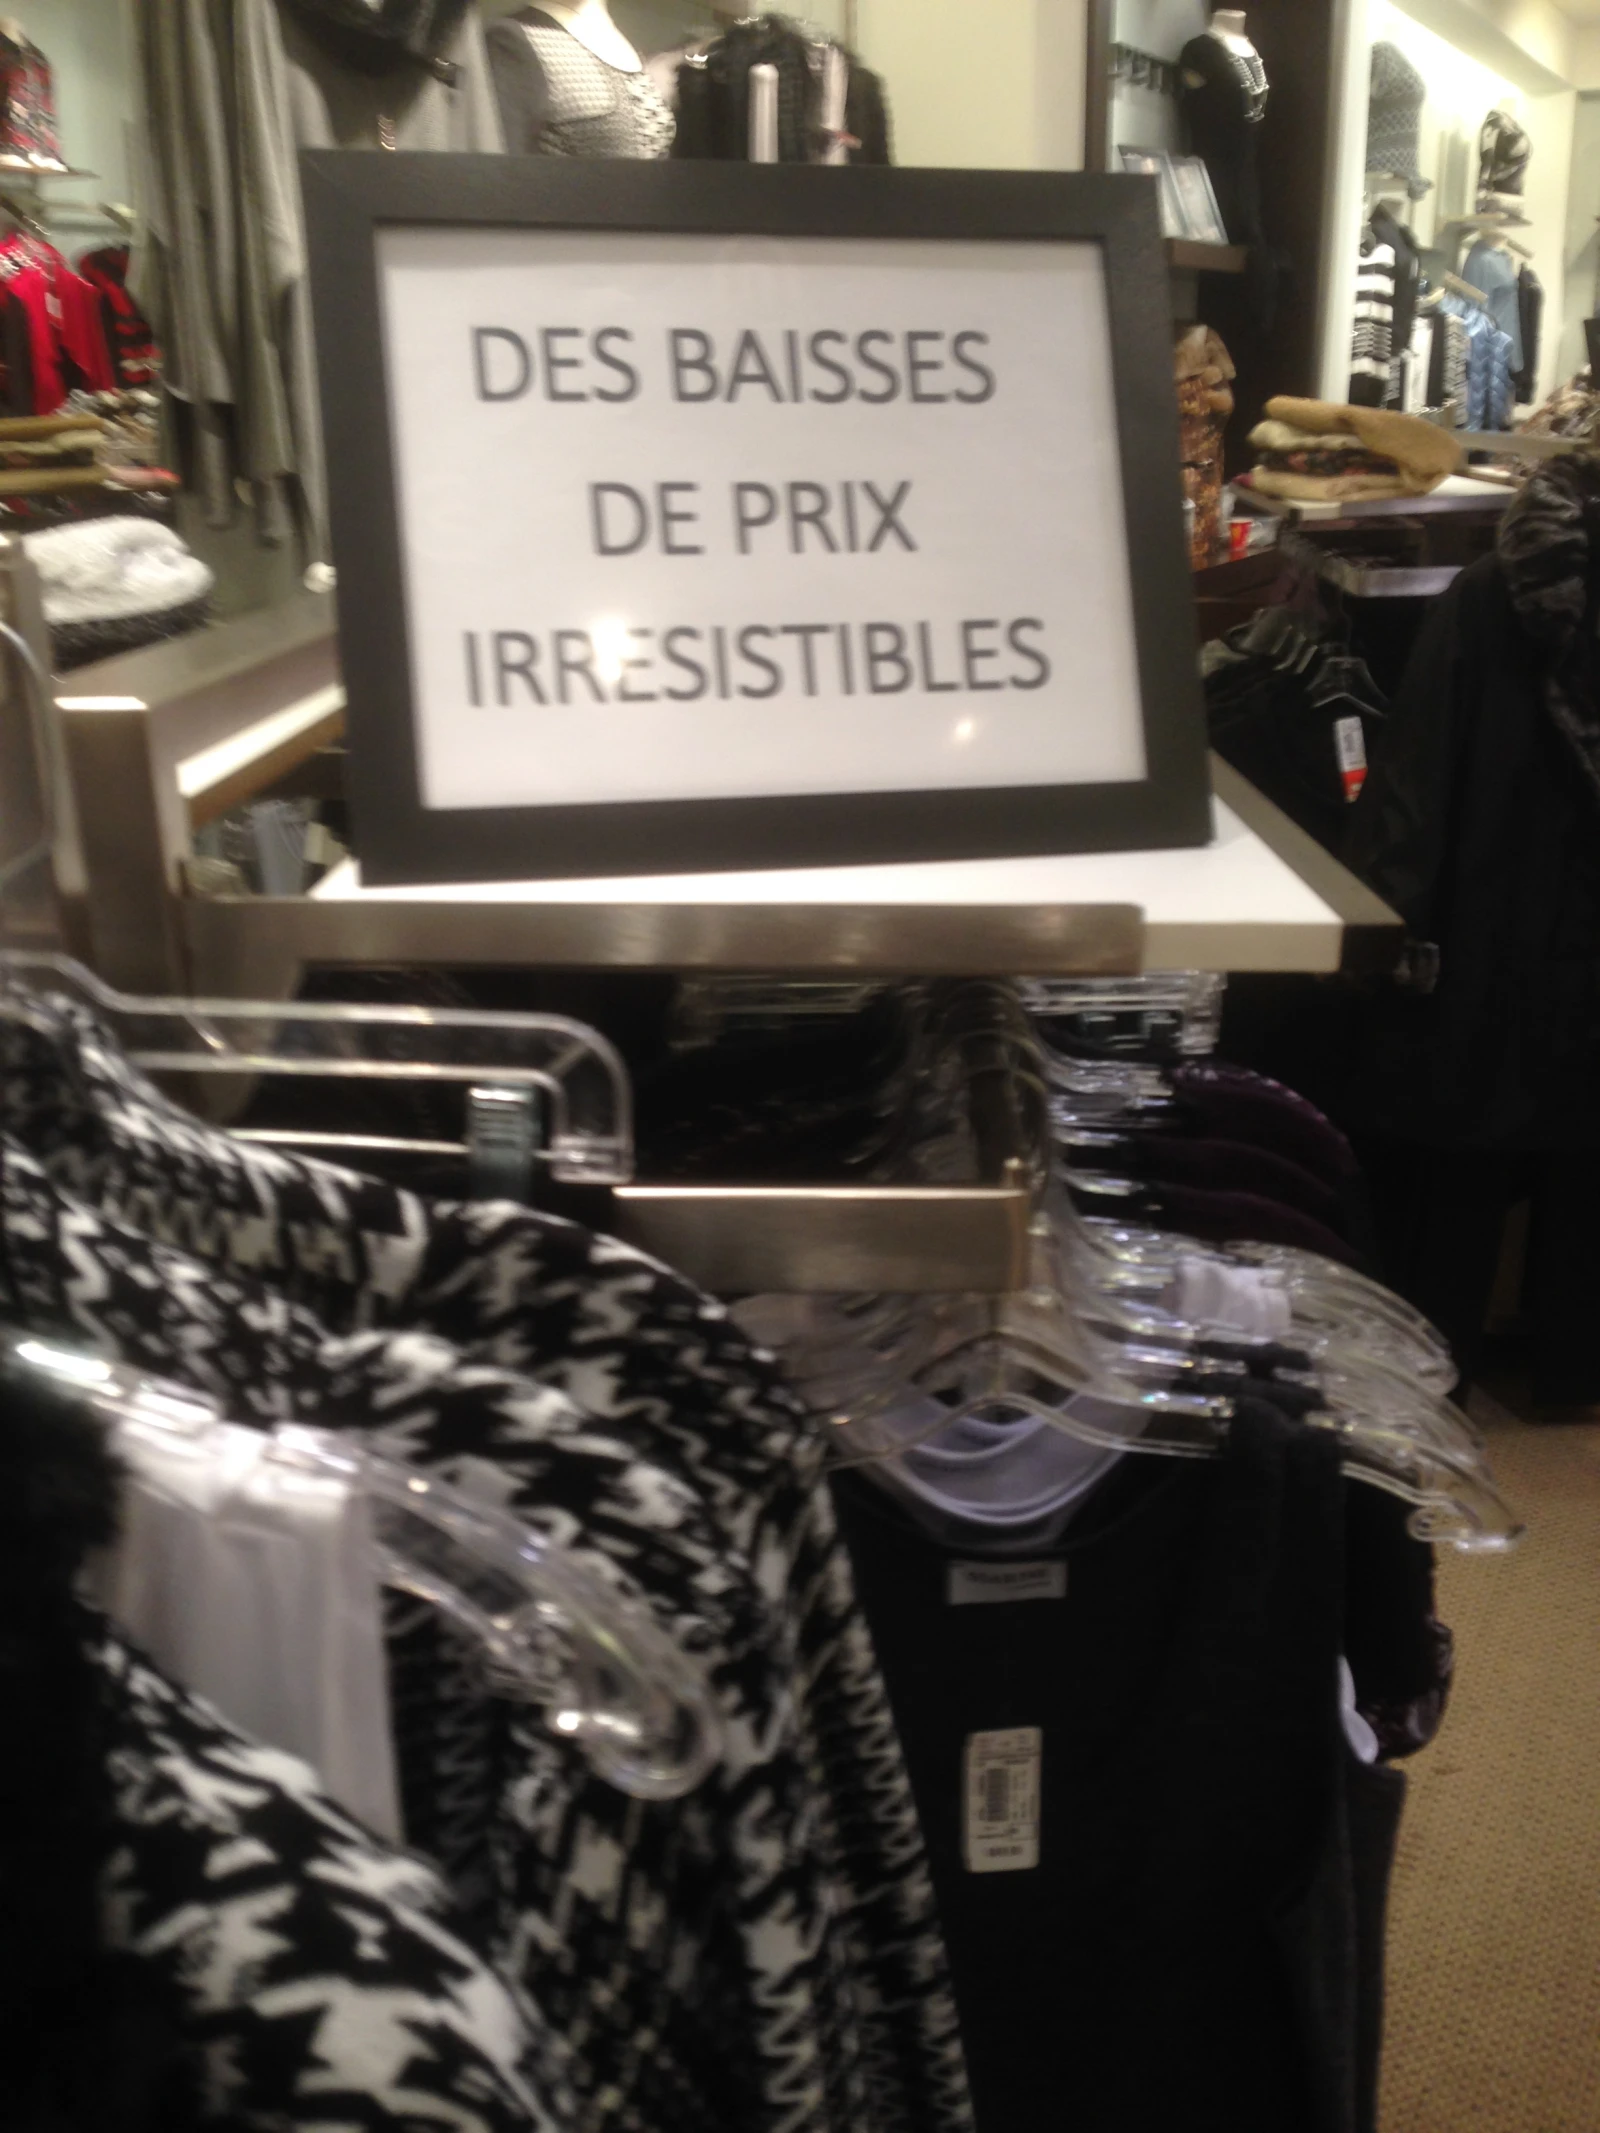 DES BAISSES
DE PRIX
IRRESISTIBLES